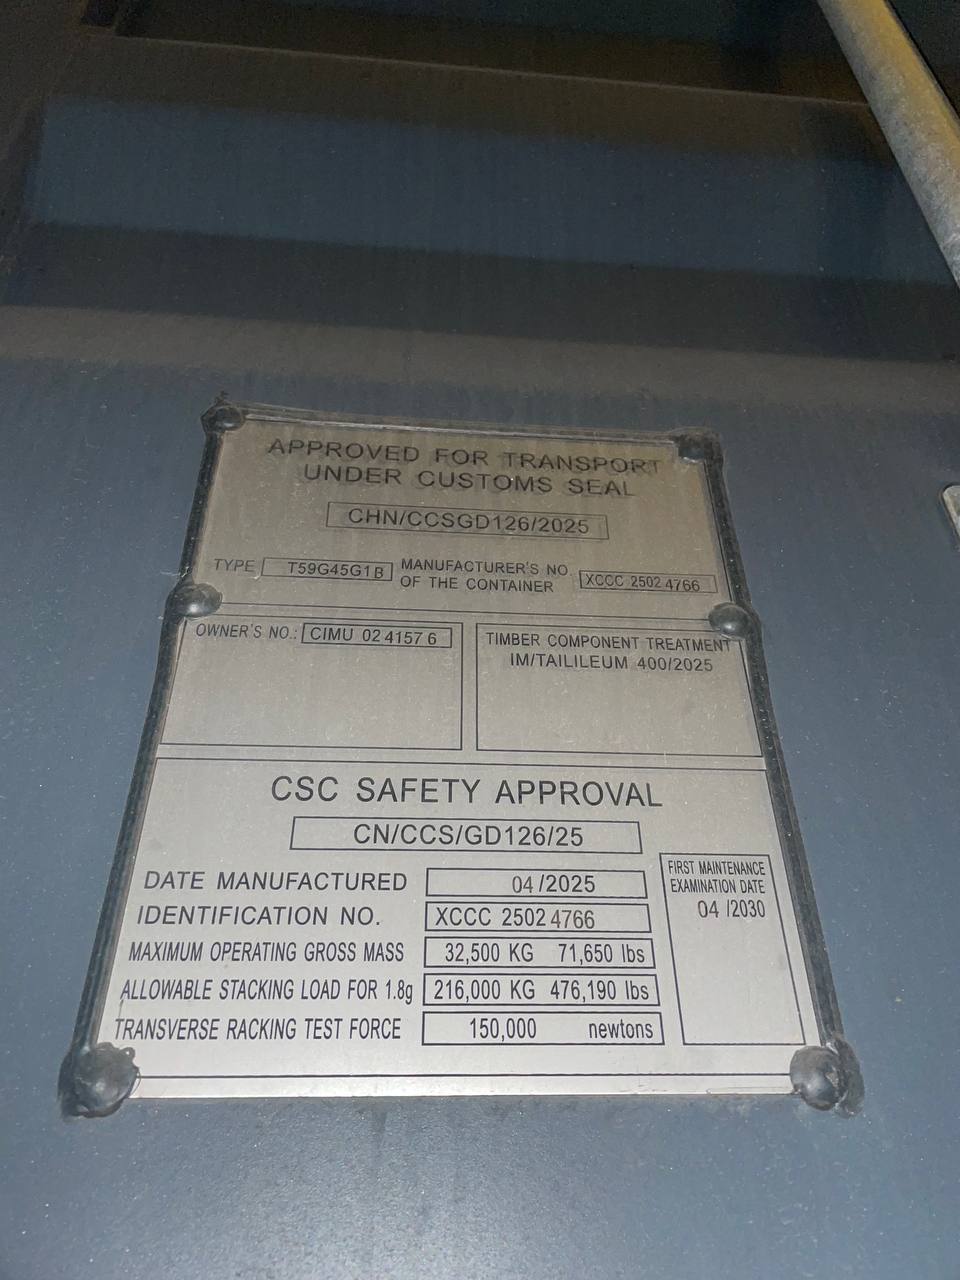 APPROVED FOR TRANSPORT
UNDER CUSTOMS SEAL
CHN/CCSGD126/2025
TYPE T59G45G1B MANUFACTURER'S NO. OF THE CONTAINER XCCC 2502 4766
OWNER'S NO.: CIMU 02 4157 6
TIMBER COMPONENT TREATMENT
IM/TAILILEUM 400/2025
CSC SAFETY APPROVAL
CN/CCS/GD126/25
DATE MANUFACTURED 04 /2025
IDENTIFICATION NO. XCCC 2502 4766
MAXIMUM OPERATING GROSS MASS 32,500 KG 71,650 lbs
ALLOWABLE STACKING LOAD FOR 1.8g 216,000 KG 476,190 lbs
TRANSVERSE RACKING TEST FORCE 150,000 newtons
FIRST MAINTENANCE
EXAMINATION DATE
04 /2030